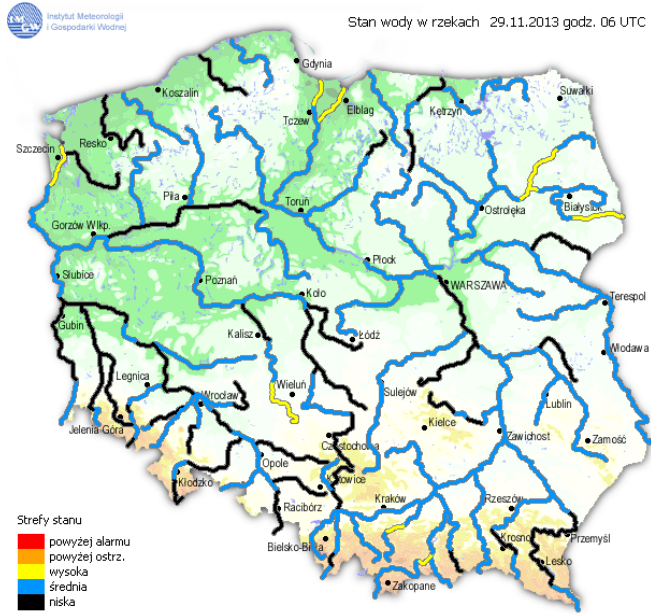 Instytut Meteorologii
i Gospodarki Wodnej
Stan wody w rzekach 29.11.2013 godz. 06 UTC
Gdynia
Koszalin
Suwałki
Elbląg
Kętrzyn
Tczew
Resko
Szczecin
Piła
Toruń
Ostrołęka
Białystok
Gorzów Wlkp.
Płock
Słubice
Poznań
Koło
WARSZAWA
Terespol
Gubin
Kalisz
Łódź
Włodawa
Legnica
Wieluń
Sulejów
Wrocław
Lublin
Jelenia Góra
Kielce
Zawichost
Zamość
Częstochowa
Opole
Kłodzko
Katowice
Racibórz
Kraków
Rzeszów
Bielsko-Biała
Krosno
Przemyśl
Lesko
Zakopane
Strefy stanu
powyżej alarmu
powyżej ostrz.
wysoka
średnia
niska